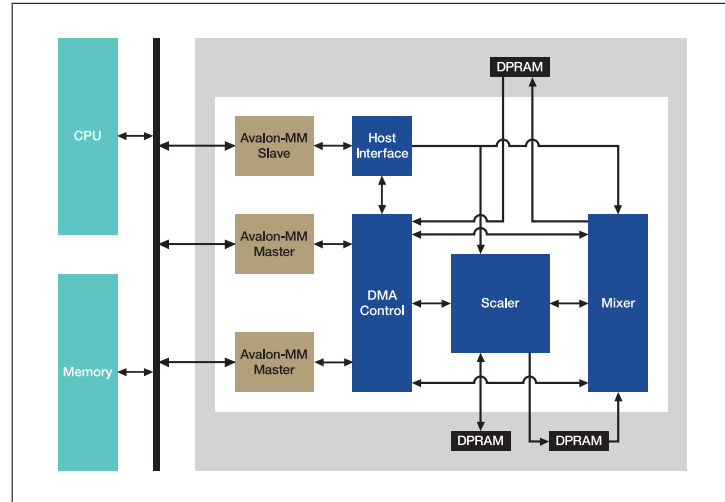 DPRAM
CPU
Avalon-MM
Slave
Host
Interface
Avalon-MM
Master
DMA
Control
Scaler
Mixer
Memory
Avalon-MM
Master
DPRAM
DPRAM